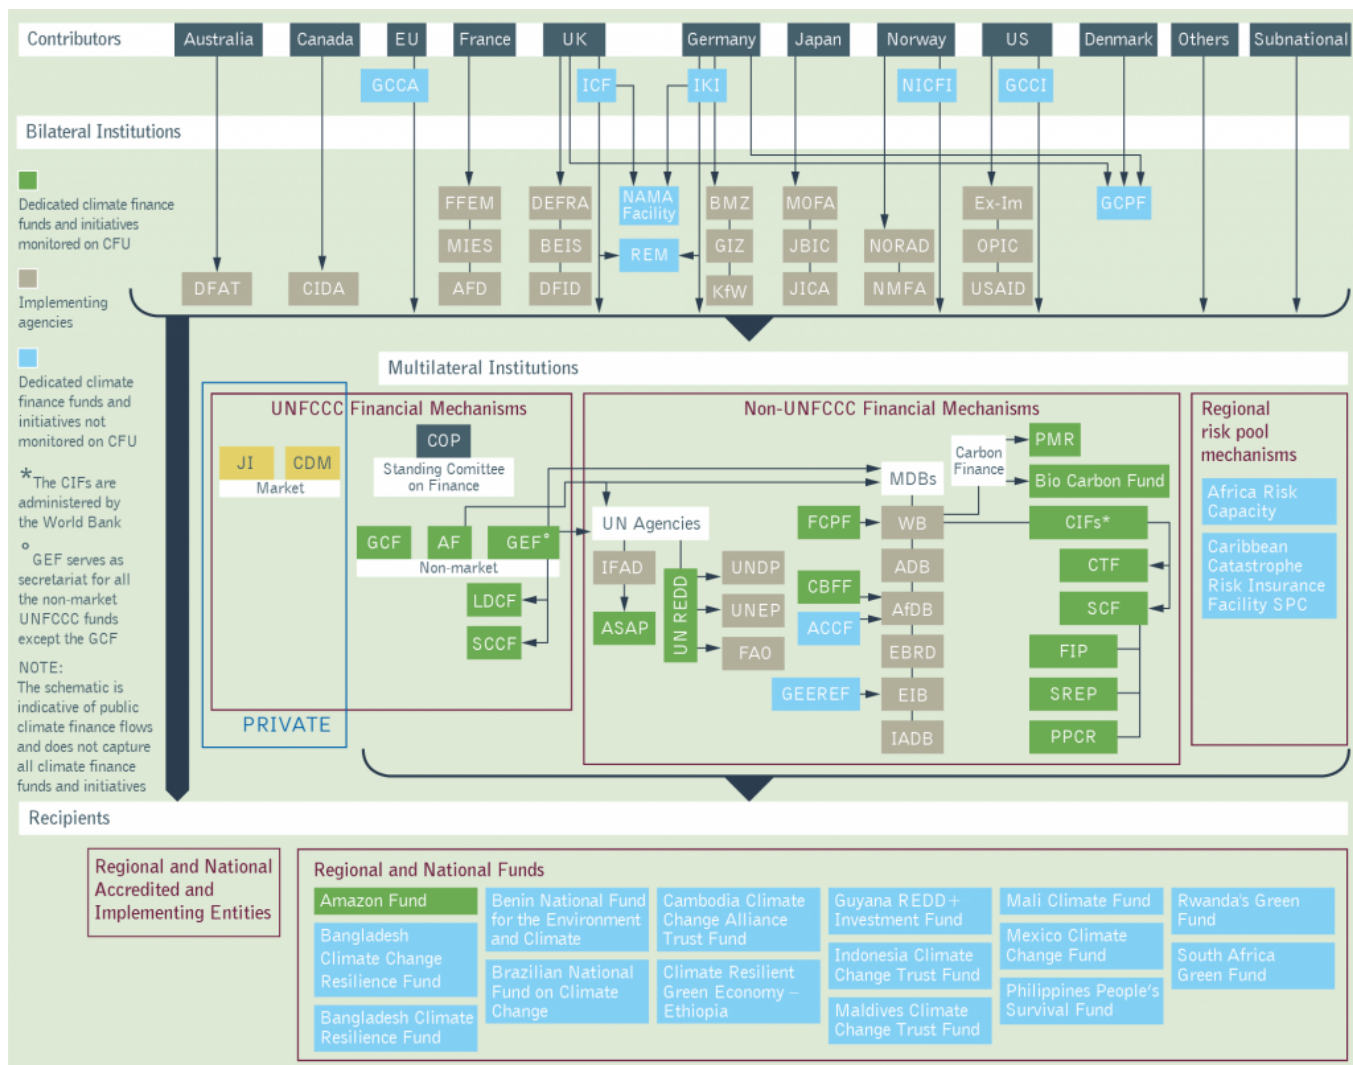 Contributors
Australia
Canada
EU
France
UK
Germany
Japan
Norway
US
Denmark
Others
Subnational
GCCA
ICF
IKI
NICFI
GCCI
Bilateral Institutions
Dedicated climate finance
funds and initiatives
monitored on CFU
Implementing
agencies
Dedicated climate
finance funds and
initiatives not
monitored on CFU
*The CIFs are
administered by
the World Bank
°GEF serves as
secretariat for all
the non-market
UNFCCC funds
except the GCF
NOTE:
The schematic is
indicative of public
climate finance flows
and does not capture
all climate finance
funds and initiatives
DFAT
CIDA
FFEM
MIES
AFD
DEFRA
BEIS
DFID
NAMA
Facility
REM
BMZ
GIZ
KfW
MOFA
JBIC
JICA
NORAD
NMFA
Ex-Im
OPIC
USAID
GCPF
Multilateral Institutions
UNFCCC Financial Mechanisms
COP
Standing Comittee
on Finance
JI
CDM
Market
GCF
AF
GEF°
Non-market
LDCF
SCCF
PRIVATE
Non-UNFCCC Financial Mechanisms
UN Agencies
IFAD
ASAP
UN REDD
UNDP
UNEP
FAO
MDBs
FCPF
WB
ADB
CBFF
AfDB
ACCF
EBRD
GEEREF
EIB
IADB
Carbon
Finance
PMR
Bio Carbon Fund
CIFs*
CTF
SCF
FIP
SREP
PPCR
Regional
risk pool
mechanisms
Africa Risk
Capacity
Caribbean
Catastrophe
Risk Insurance
Facility SPC
Recipients
Regional and National
Accredited and
Implementing Entities
Regional and National Funds
Amazon Fund
Bangladesh
Climate Change
Resilience Fund
Bangladesh Climate
Resilience Fund
Benin National Fund
for the Environment
and Climate
Brazilian National
Fund on Climate
Change
Cambodia Climate
Change Alliance
Trust Fund
Climate Resilient
Green Economy –
Ethiopia
Guyana REDD+
Investment Fund
Indonesia Climate
Change Trust Fund
Maldives Climate
Change Trust Fund
Mali Climate Fund
Mexico Climate
Change Fund
Philippines People's
Survival Fund
Rwanda's Green
Fund
South Africa
Green Fund